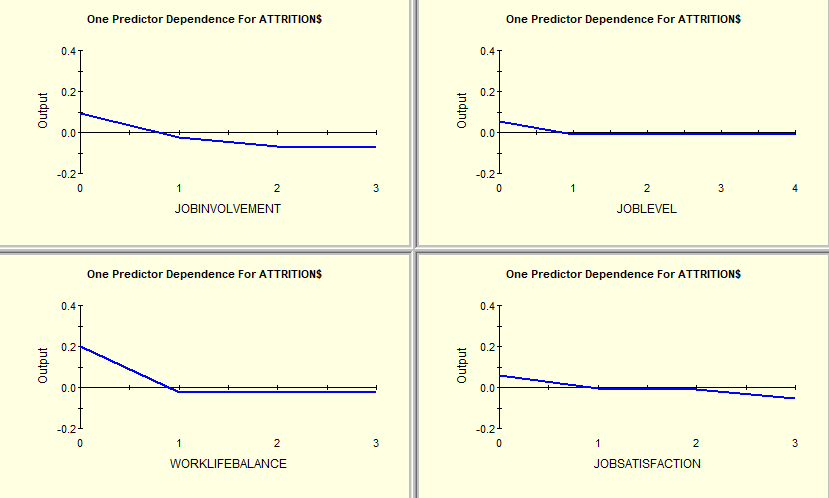 One Predictor Dependence For ATTRITION$
0.4
0.2
0.0
-0.2
Output
0 1 2 3
JOBINVOLVEMENT
One Predictor Dependence For ATTRITION$
0.4
0.2
0.0
-0.2
Output
0 1 2 3 4
JOBLEVEL
One Predictor Dependence For ATTRITION$
0.4
0.2
0.0
-0.2
Output
0 1 2 3
WORKLIFEBALANCE
One Predictor Dependence For ATTRITION$
0.4
0.2
0.0
-0.2
Output
0 1 2 3
JOBSATISFACTION